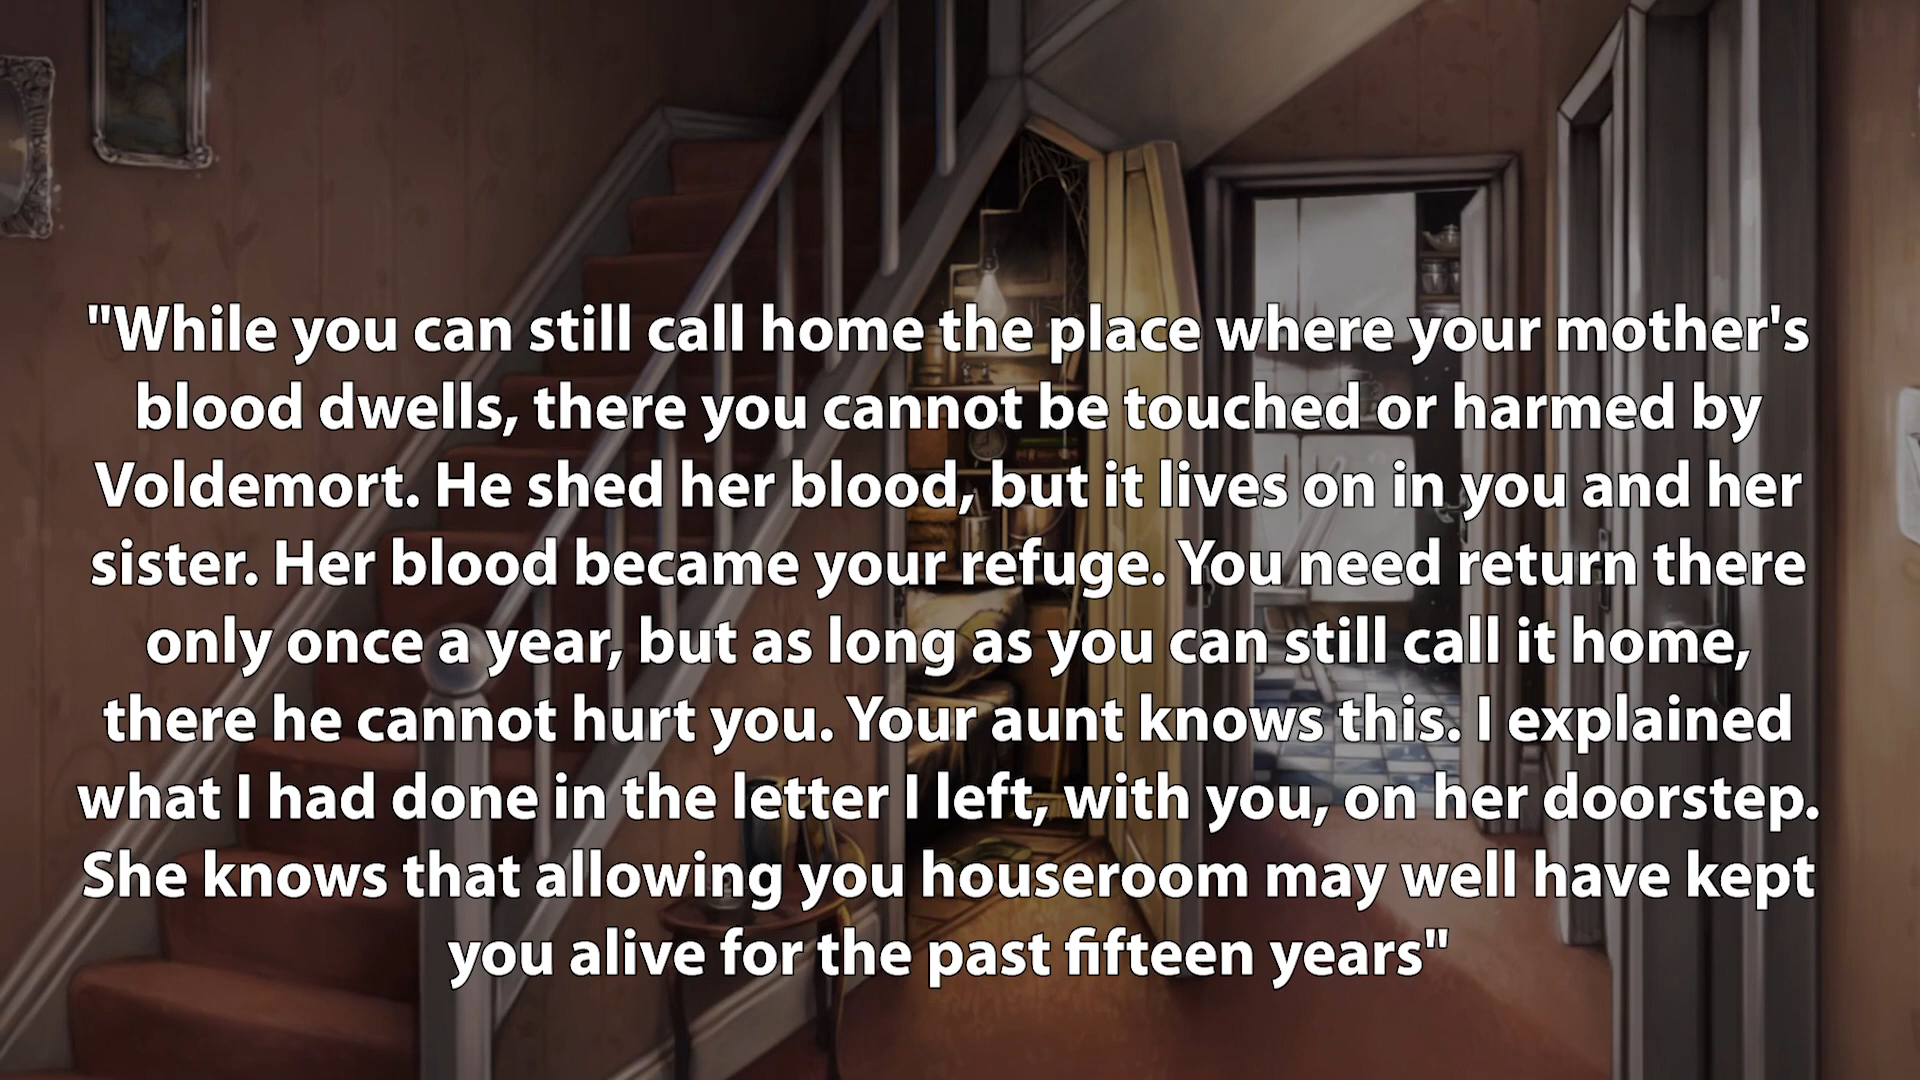 "While you can still call home the place where your mother's
blood dwells, there you cannot be touched or harmed by
Voldemort. He shed her blood, but it lives on in you and her
sister. Her blood became your refuge. You need return there
only once a year, but as long as you can still call it home,
there he cannot hurt you. Your aunt knows this. I explained
what I had done in the letter I left, with you, on her doorstep.
She knows that allowing you houseroom may well have kept
you alive for the past fifteen years"